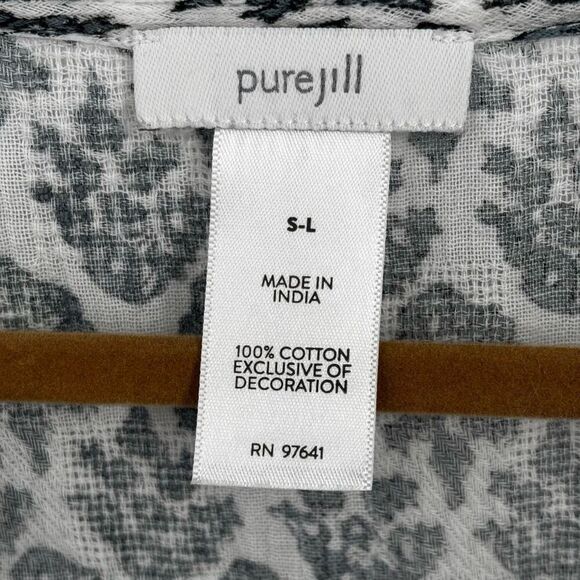 purejill
S-L
MADE IN
INDIA
100% COTTON
EXCLUSIVE OF
DECORATION
RN 97641